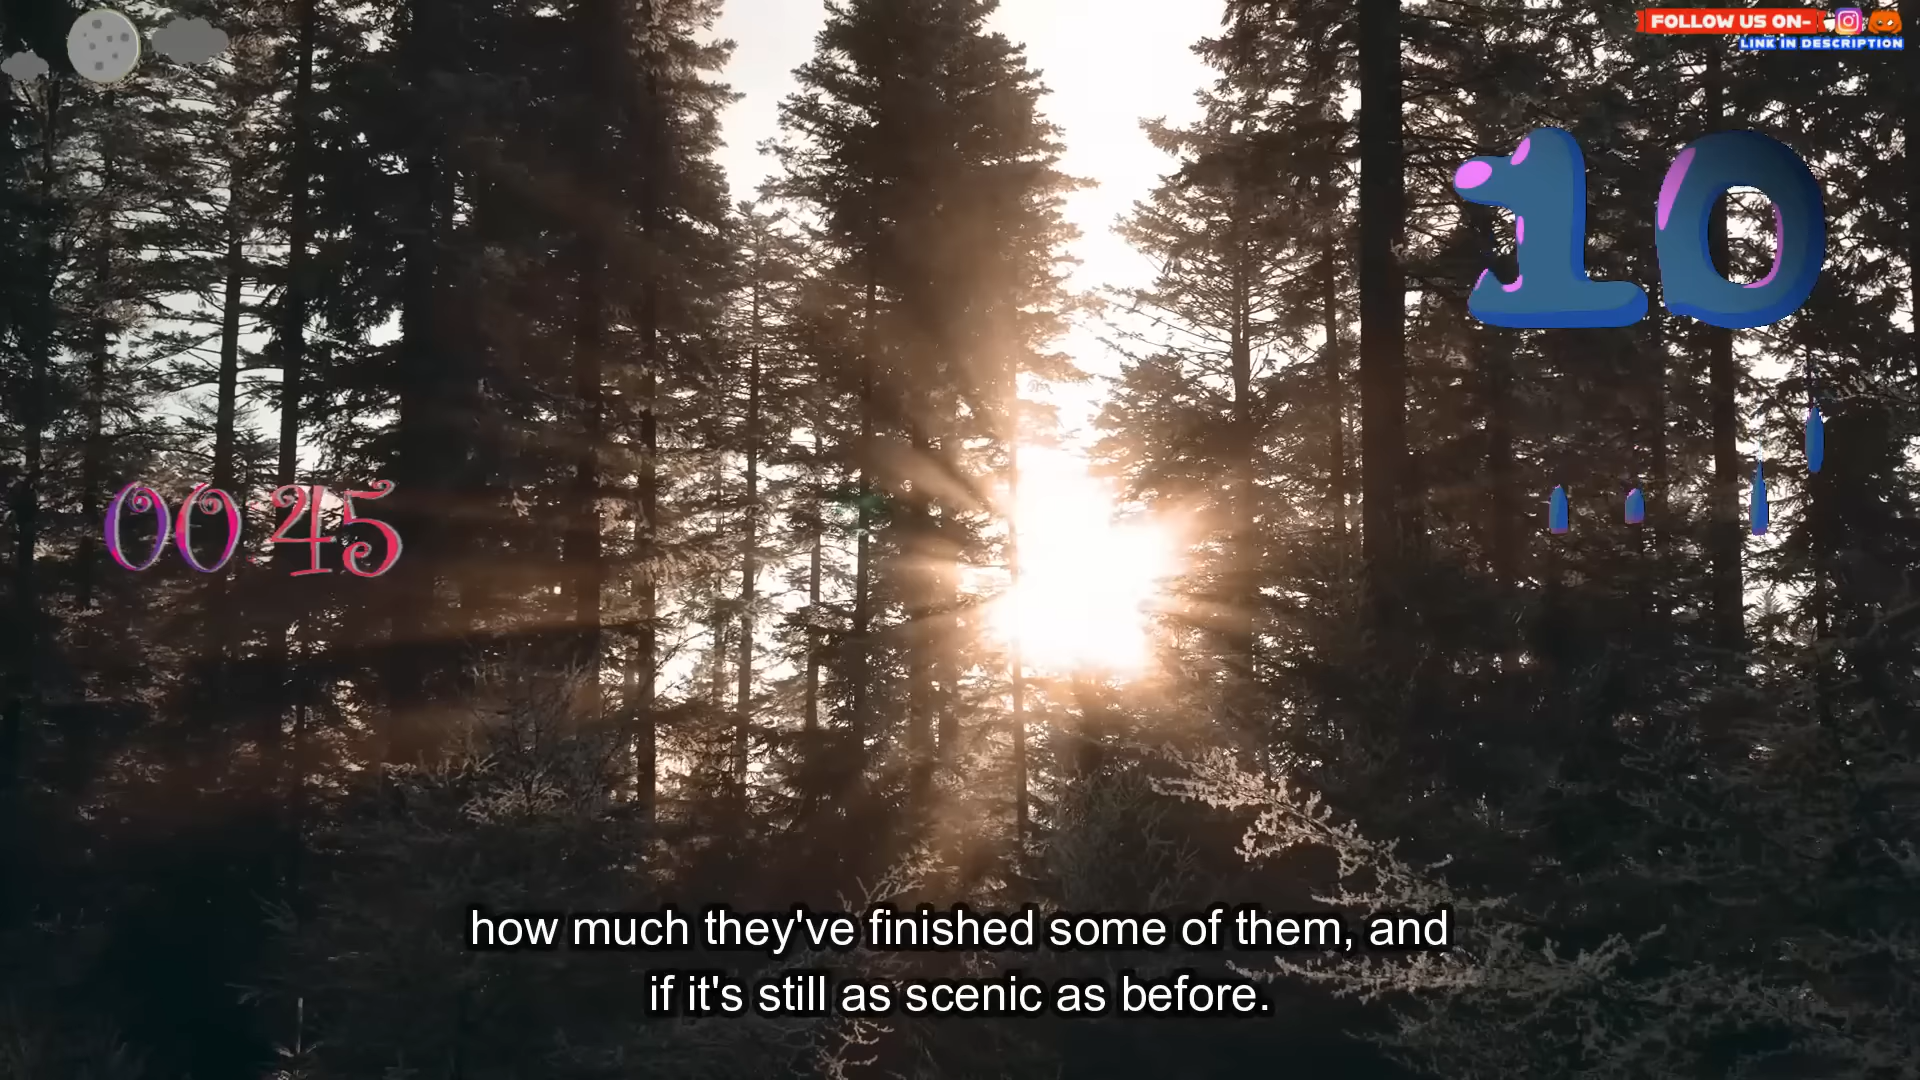 FOLLOW US ON-
LINK IN DESCRIPTION
10
00:45
how much they've finished some of them, and
if it's still as scenic as before.